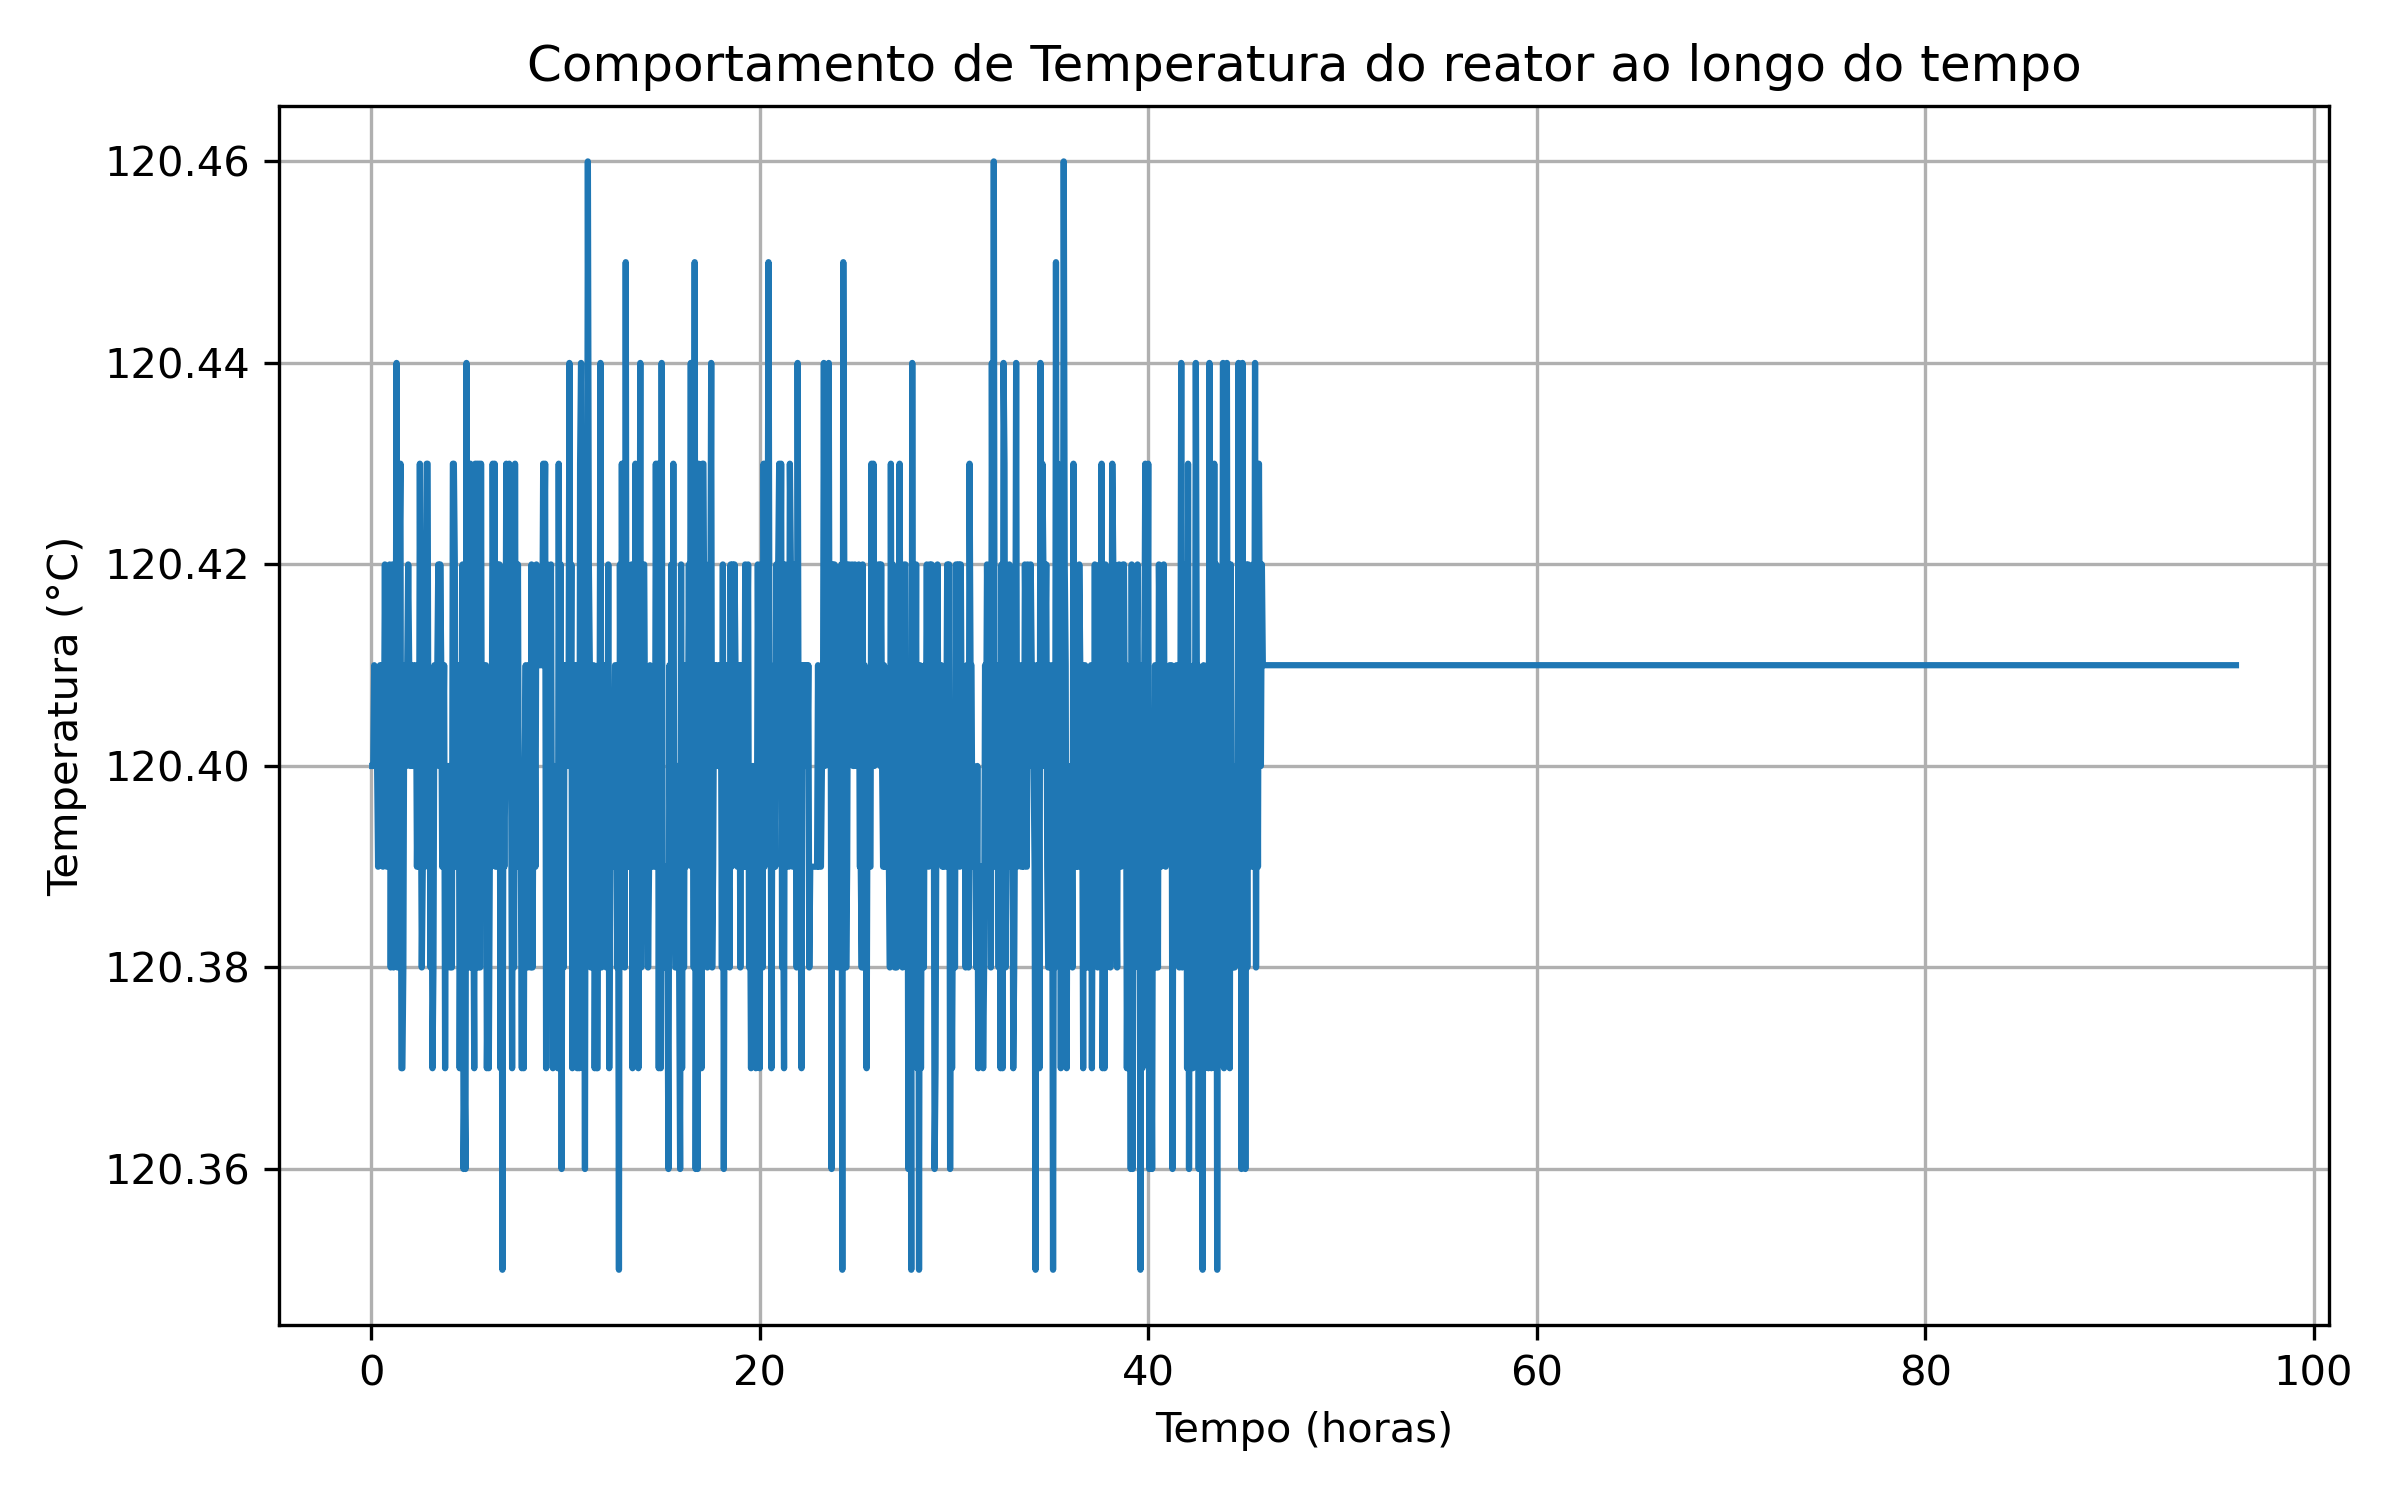 Comportamento de Temperatura do reator ao longo do tempo
120.46
120.44
120.42
120.40
120.38
120.36
Temperatura (°C)
0 20 40 60 80 100
Tempo (horas)